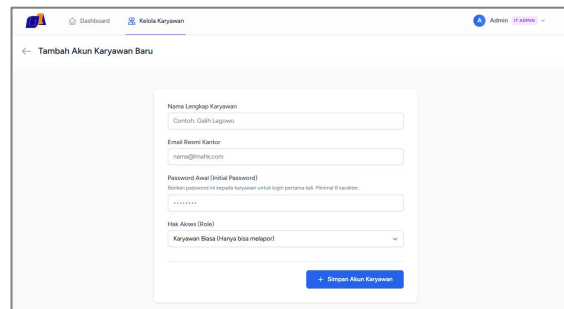 Dashboard
Kelola Karyawan
A
Admin
IT ADMIN
Tambah Akun Karyawan Baru
Nama Lengkap Karyawan
Contoh: Galih Legowo
Email Resmi Kantor
nama@lmahk.com
Password Awal (Initial Password)
Berikan password ini kepada karyawan untuk login pertama kali. Minimal 8 karakter.
Hak Akses (Role)
Karyawan Biasa (Hanya bisa melapor)
+ Simpan Akun Karyawan